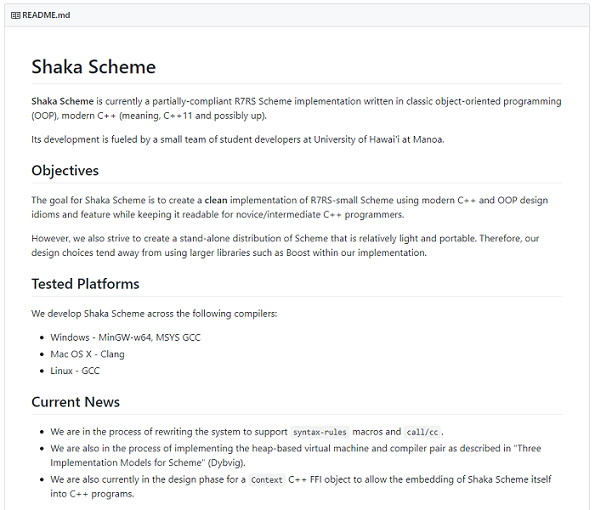 README.md
Shaka Scheme
Shaka Scheme is currently a partially-compliant R7RS Scheme implementation written in classic object-oriented programming
(OOP), modern C++ (meaning, C++11 and possibly up).
Its development is fueled by a small team of student developers at University of Hawai'i at Manoa.
Objectives
The goal for Shaka Scheme is to create a clean implementation of R7RS-small Scheme using modern C++ and OOP design
idioms and feature while keeping it readable for novice/intermediate C++ programmers.
However, we also strive to create a stand-alone distribution of Scheme that is relatively light and portable. Therefore, our
design choices tend away from using larger libraries such as Boost within our implementation.
Tested Platforms
We develop Shaka Scheme across the following compilers:
• Windows - MinGW-w64, MSYS GCC
• Mac OS X - Clang
• Linux - GCC
Current News
• We are in the process of rewriting the system to support syntax-rules macros and call/cc.
• We are also in the process of implementing the heap-based virtual machine and compiler pair as described in "Three
Implementation Models for Scheme" (Dybvig).
• We are also currently in the design phase for a Context C++ FFI object to allow the embedding of Shaka Scheme itself
into C++ programs.